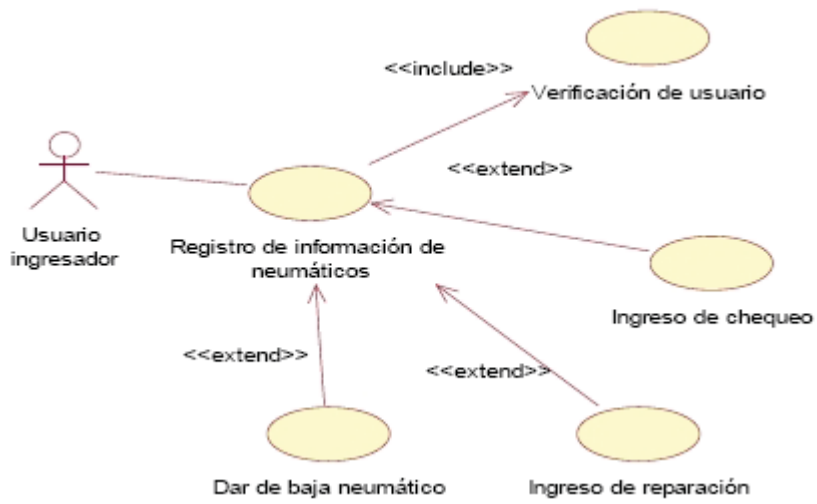 <<include>>
Verificación de usuario
<<extend>>
Usuario
ingresador
Registro de información de
neumáticos
Ingreso de chequeo
<<extend>>
<<extend>>
Dar de baja neumático
Ingreso de reparación